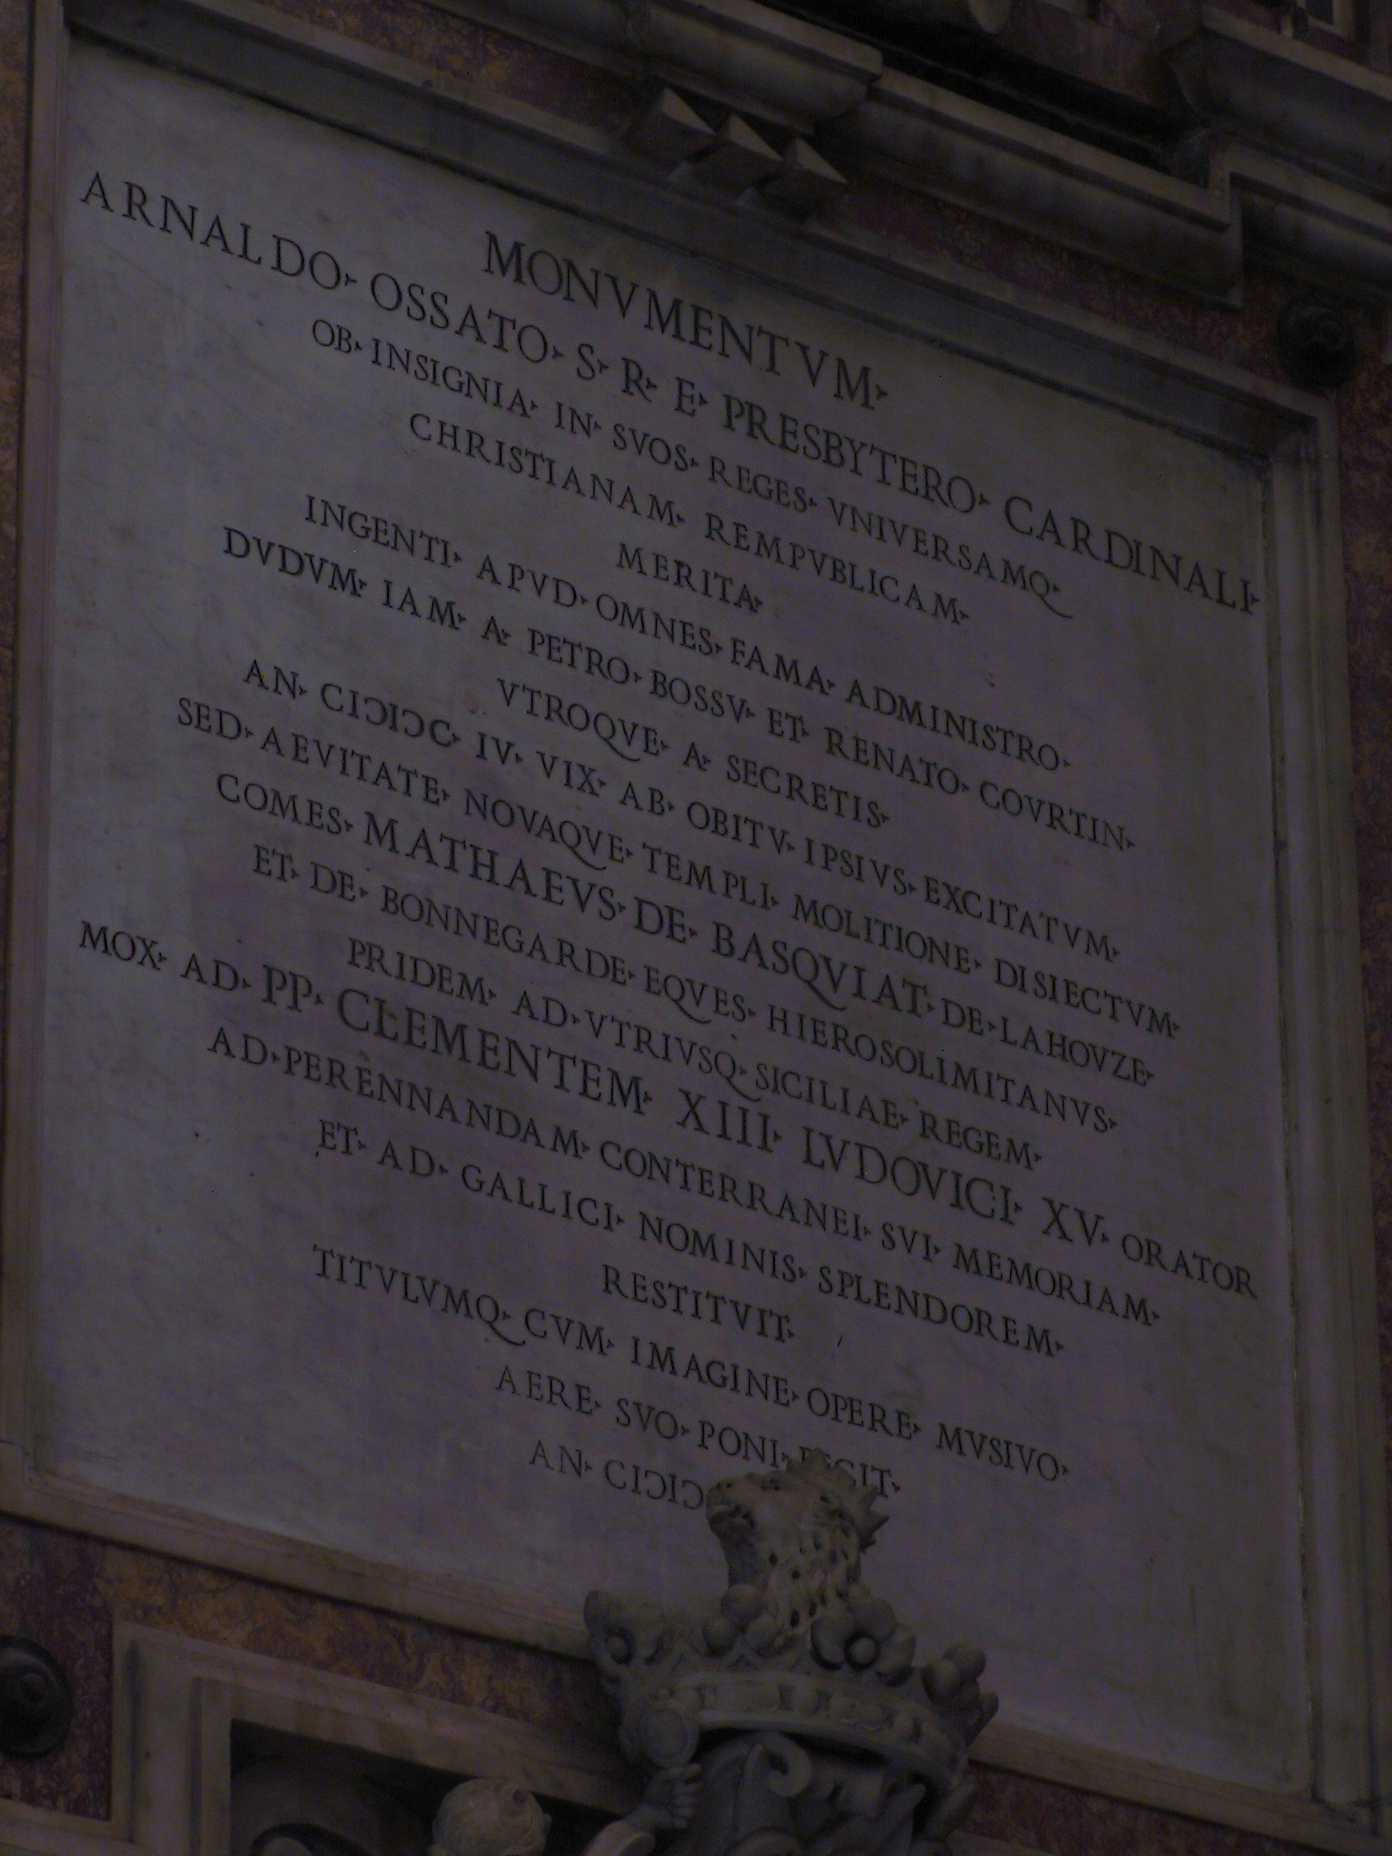 MONVMENTVM
ARNALDO OSSATO S R E PRESBYTERO CARDINALI
OB INSIGNIA IN SVOS REGES VNIVERSAMQ
CHRISTIANAM REMPVBLICAM
MERITA
INGENTI APVD OMNES FAMA ADMINISTRO
DVDVM IAM A PETRO BOSSV ET RENATO COVRTIN
VTROQVE A SECRETIS
AN CIↃIↃC IV VIX AB OBITV IPSIVS EXCITATVM
SED AEVITATE NOVAQVE TEMPLI MOLITIONE DISIECTVM
COMES MATHAEVS DE BASQVIAT DE LAHOVZE
ET DE BONNEGARDE EQVES HIEROSOLIMITANVS
PRIDEM AD VTRIVSQ SICILIAE REGEM
MOX AD PP CLEMENTEM XIII LVDOVICI XV ORATOR
AD PERENNANDAM CONTERRANEI SVI MEMORIAM
ET AD GALLICI NOMINIS SPLENDOREM
RESTITVIT
TITVLVMQ CVM IMAGINE OPERE MVSIVO
AERE SVO PONI
AN CIↃIↃ